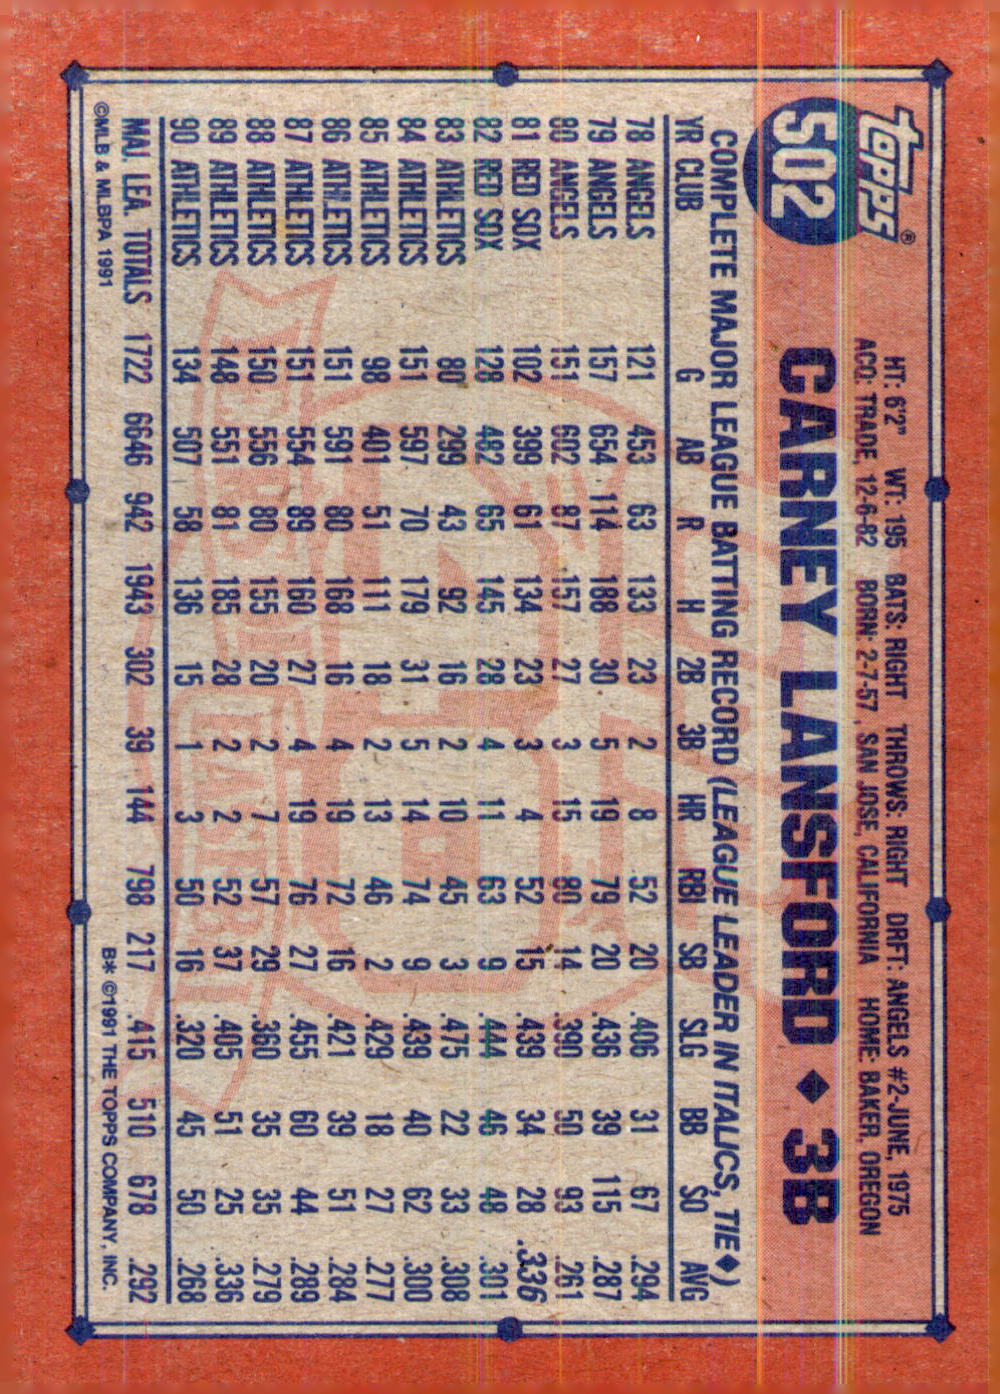 topps®
502
HT: 6'2" WT: 195 BATS: RIGHT THROWS: RIGHT DRFT: ANGELS #2-JUNE, 1975
ACQ: TRADE, 12-6-82 BORN: 2-7-57, SAN JOSE, CALIFORNIA HOME: BAKER, OREGON
CARNEY LANSFORD ◆ 3B
COMPLETE MAJOR LEAGUE BATTING RECORD (LEAGUE LEADER IN ITALICS, TIE ◆)
YR CLUB G AB R H 2B 3B HR RBI SB SLG BB SO AVG
78 ANGELS 121 453 63 133 23 2 8 52 20 .406 31 67 .294
79 ANGELS 157 654 114 188 30 5 19 79 20 .436 39 115 .287
80 ANGELS 151 602 87 157 27 3 15 80 14 .390 50 93 .261
81 RED SOX 102 399 61 134 23 3 4 52 15 .439 34 28 .336
82 RED SOX 128 482 65 145 28 4 11 63 9 .444 46 48 .301
83 ATHLETICS 80 299 43 92 16 2 10 45 3 .475 22 33 .308
84 ATHLETICS 151 597 70 179 31 5 14 74 9 .439 40 62 .300
85 ATHLETICS 98 401 51 111 18 2 13 46 2 .429 18 27 .277
86 ATHLETICS 151 591 80 168 16 4 19 72 16 .421 39 51 .284
87 ATHLETICS 151 554 89 160 27 4 19 76 27 .455 60 44 .289
88 ATHLETICS 150 556 80 155 20 2 7 57 29 .360 35 35 .279
89 ATHLETICS 148 551 81 185 28 2 2 52 37 .405 51 25 .336
90 ATHLETICS 134 507 58 136 15 1 3 50 16 .320 45 50 .268
MAJ. LEA. TOTALS 1722 6646 942 1943 302 39 144 798 217 .415 510 678 .292
©MLB & MLBPA 1991
B* ©1991 THE TOPPS COMPANY, INC.